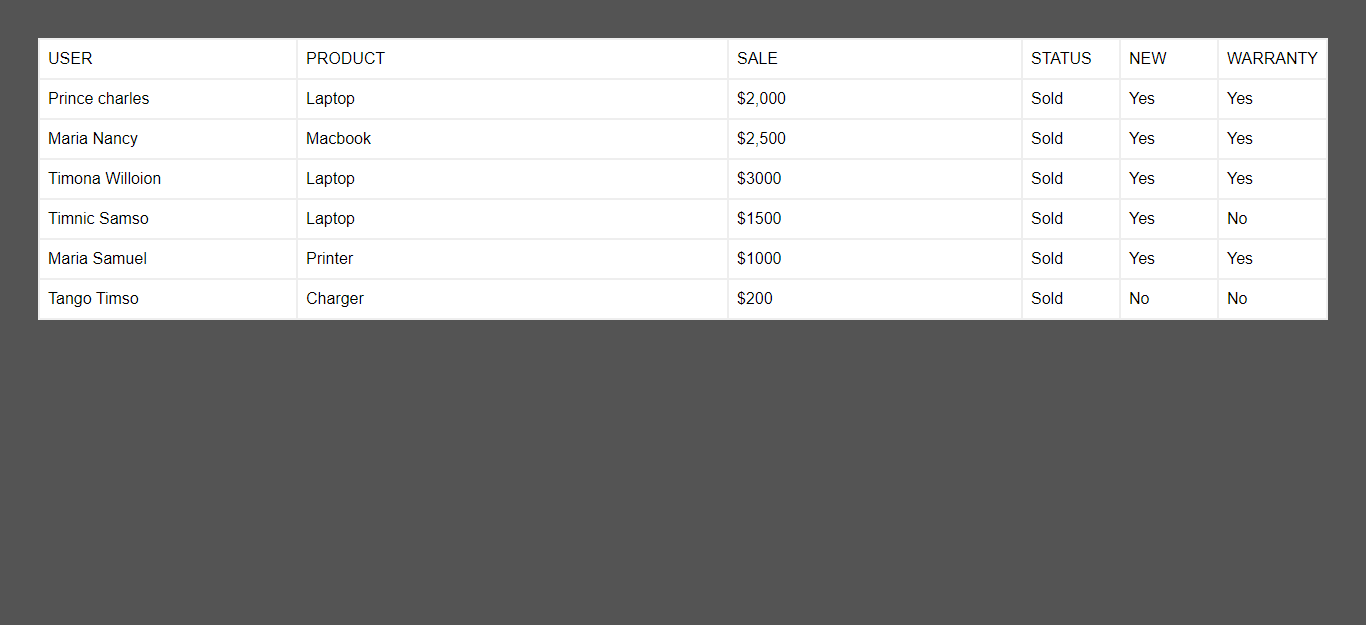 USER PRODUCT SALE STATUS NEW WARRANTY
Prince charles Laptop $2,000 Sold Yes Yes
Maria Nancy Macbook $2,500 Sold Yes Yes
Timona Willoion Laptop $3000 Sold Yes Yes
Timnic Samso Laptop $1500 Sold Yes No
Maria Samuel Printer $1000 Sold Yes Yes
Tango Timso Charger $200 Sold No No